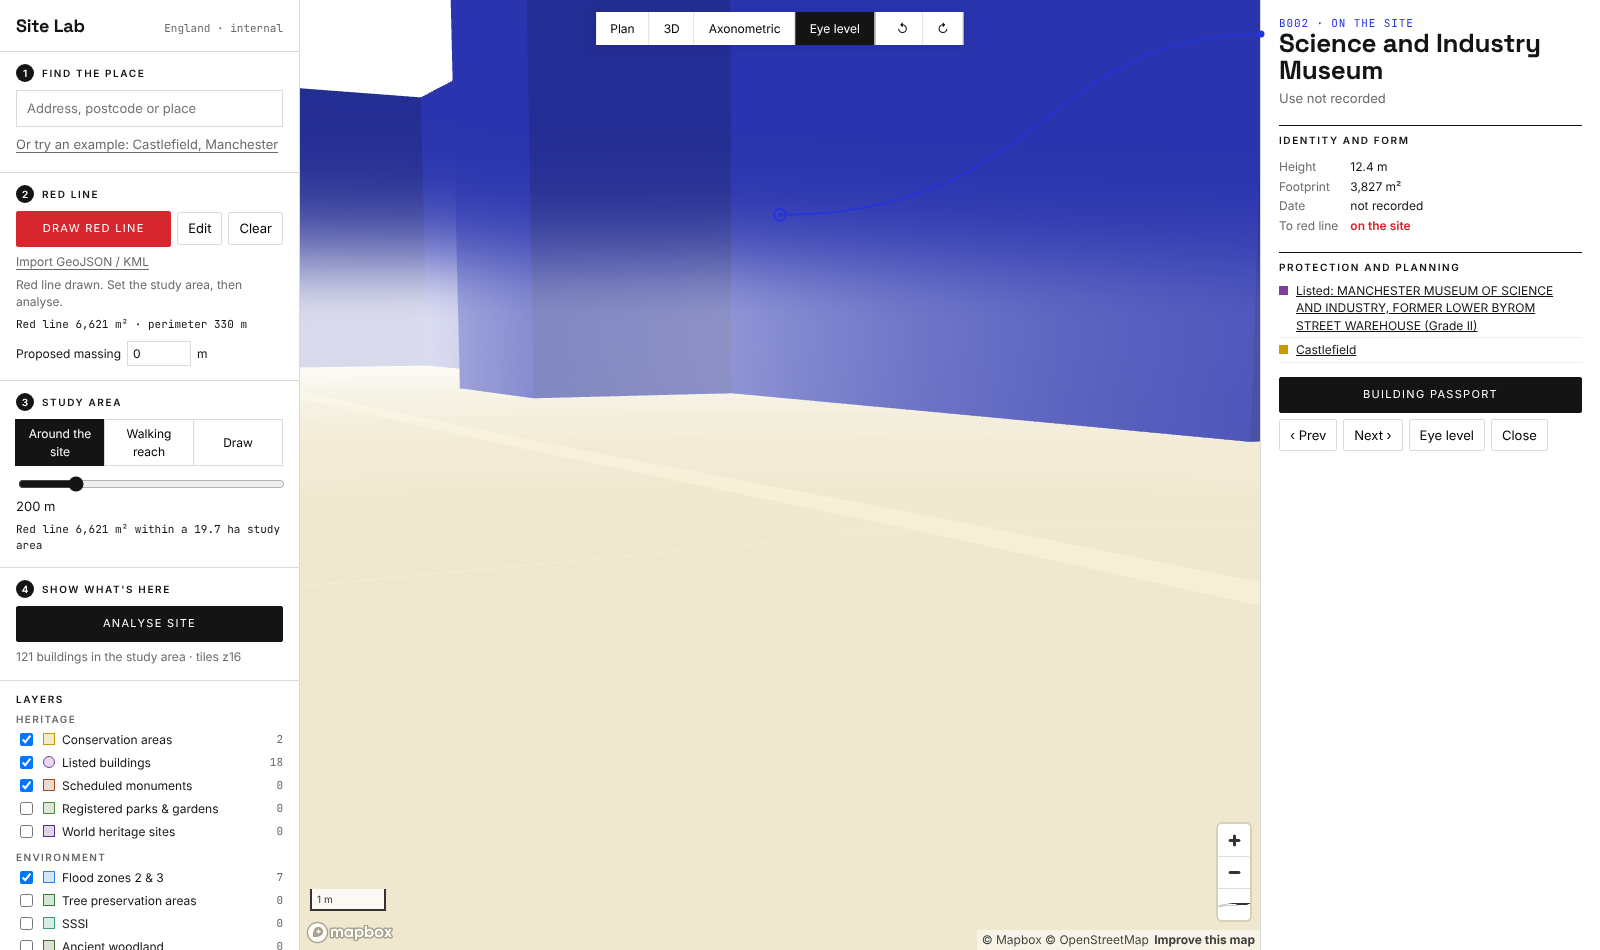 Site Lab
England · internal
1 FIND THE PLACE
Address, postcode or place
Or try an example: Castlefield, Manchester
2 RED LINE
DRAW RED LINE
Edit
Clear
Import GeoJSON / KML
Red line drawn. Set the study area, then
analyse.
Red line 6,621 m² · perimeter 330 m
Proposed massing 0 m
3 STUDY AREA
Around the
site
Walking
reach
Draw
200 m
Red line 6,621 m² within a 19.7 ha study
area
4 SHOW WHAT'S HERE
ANALYSE SITE
121 buildings in the study area · tiles z16
LAYERS
HERITAGE
Conservation areas 2
Listed buildings 18
Scheduled monuments 0
Registered parks & gardens 0
World heritage sites 0
ENVIRONMENT
Flood zones 2 & 3 7
Tree preservation areas 0
SSSI 0
Ancient woodland 0
Plan
3D
Axonometric
Eye level
↺
↻
1 m
mapbox
© Mapbox © OpenStreetMap Improve this map
B002 · ON THE SITE
Science and Industry
Museum
Use not recorded
IDENTITY AND FORM
Height 12.4 m
Footprint 3,827 m²
Date not recorded
To red line on the site
PROTECTION AND PLANNING
Listed: MANCHESTER MUSEUM OF SCIENCE
AND INDUSTRY, FORMER LOWER BYROM
STREET WAREHOUSE (Grade II)
Castlefield
BUILDING PASSPORT
‹ Prev
Next ›
Eye level
Close